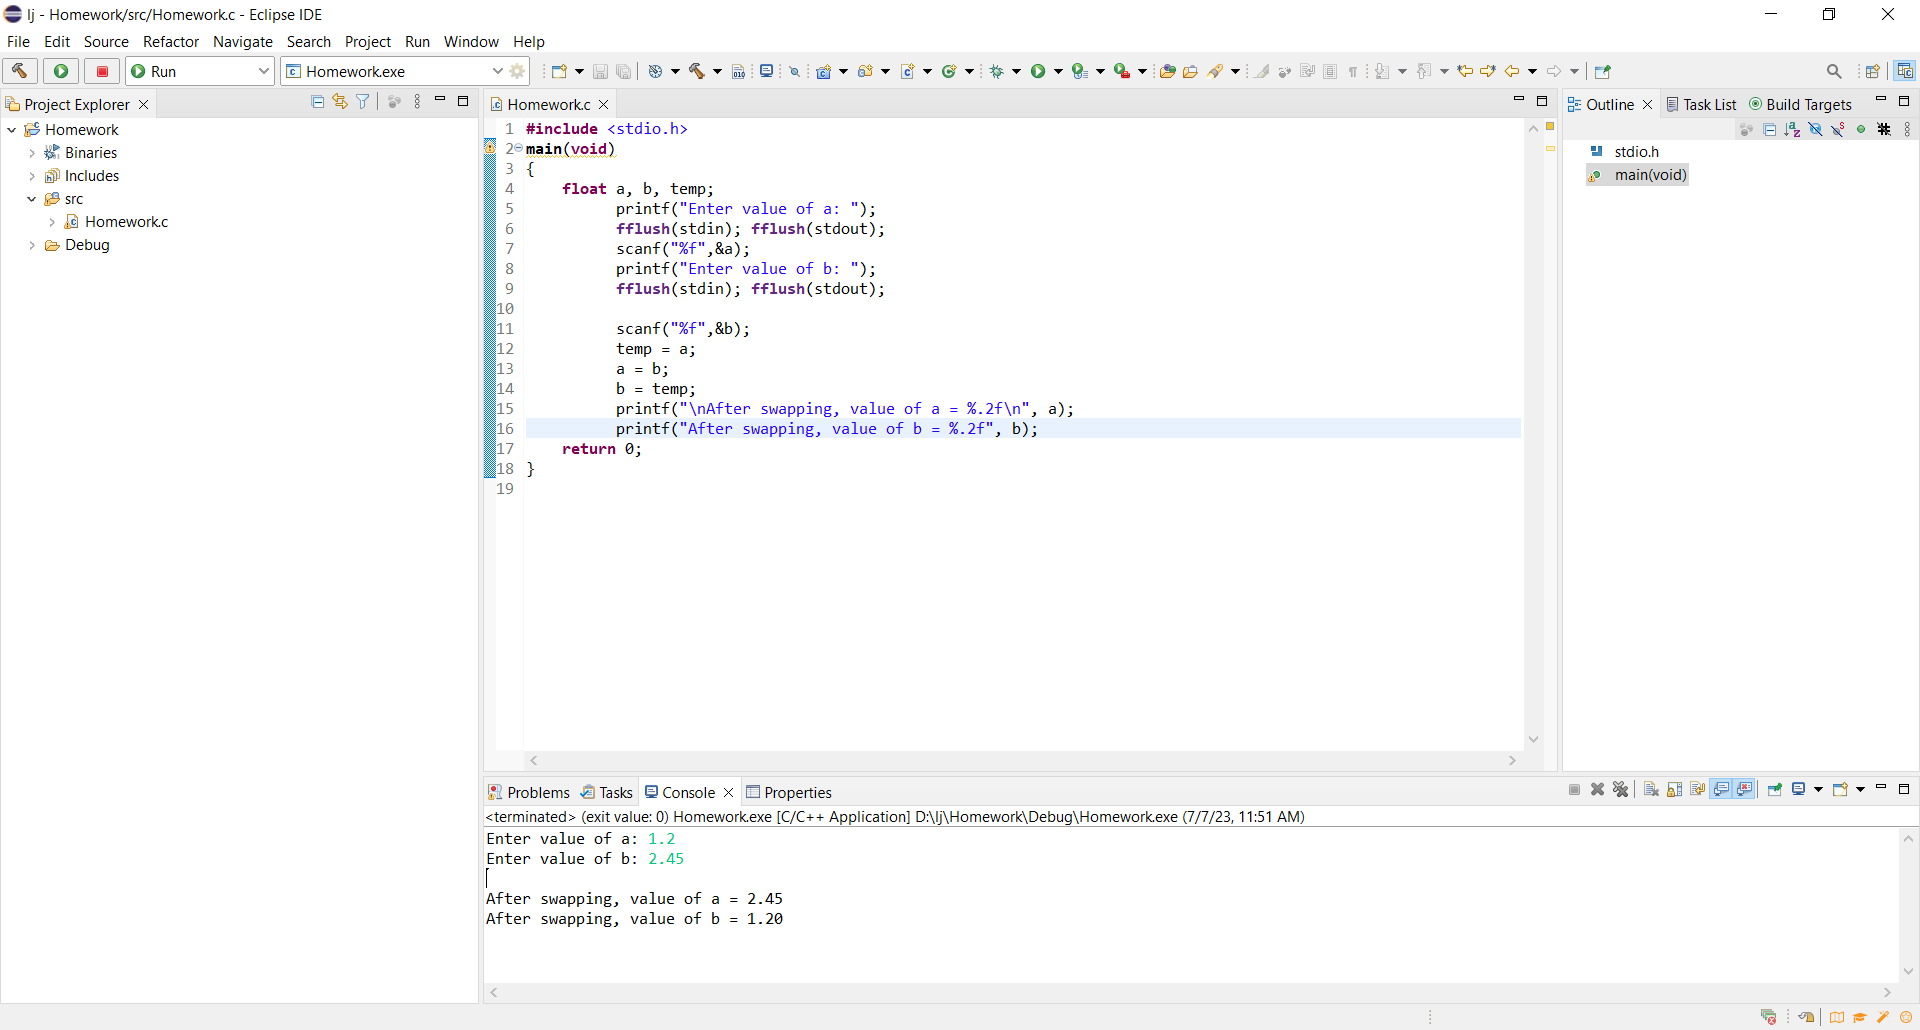 lj - Homework/src/Homework.c - Eclipse IDE
File Edit Source Refactor Navigate Search Project Run Window Help
Run Homework.exe
Project Explorer
Homework
Binaries
Includes
src
Homework.c
Debug
Homework.c
1 #include <stdio.h>
2 main(void)
3 {
4     float a, b, temp;
5           printf("Enter value of a: ");
6           fflush(stdin); fflush(stdout);
7           scanf("%f",&a);
8           printf("Enter value of b: ");
9           fflush(stdin); fflush(stdout);
10
11           scanf("%f",&b);
12           temp = a;
13           a = b;
14           b = temp;
15           printf("\nAfter swapping, value of a = %.2f\n", a);
16           printf("After swapping, value of b = %.2f", b);
17     return 0;
18 }
19
Outline Task List Build Targets
stdio.h
main(void)
Problems Tasks Console Properties
<terminated> (exit value: 0) Homework.exe [C/C++ Application] D:\lj\Homework\Debug\Homework.exe (7/7/23, 11:51 AM)
Enter value of a: 1.2
Enter value of b: 2.45
After swapping, value of a = 2.45
After swapping, value of b = 1.20